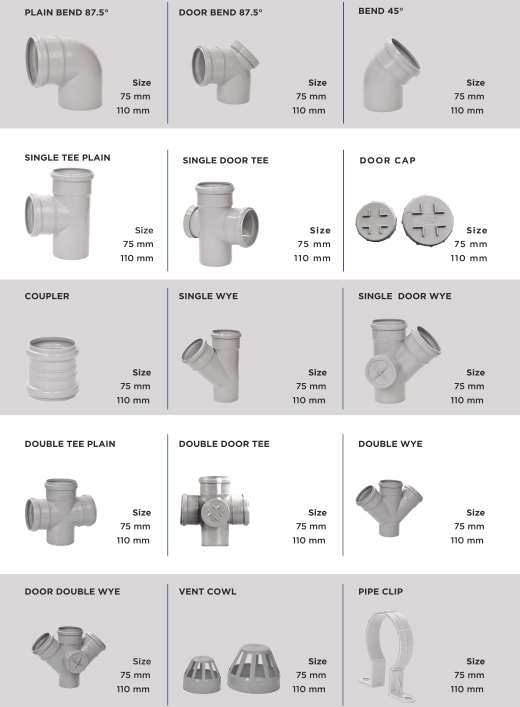 PLAIN BEND 87.5°
Size
75 mm
110 mm
DOOR BEND 87.5°
Size
75 mm
110 mm
BEND 45°
Size
75 mm
110 mm
SINGLE TEE PLAIN
Size
75 mm
110 mm
SINGLE DOOR TEE
Size
75 mm
110 mm
DOOR CAP
Size
75 mm
110 mm
COUPLER
Size
75 mm
110 mm
SINGLE WYE
Size
75 mm
110 mm
SINGLE DOOR WYE
Size
75 mm
110 mm
DOUBLE TEE PLAIN
Size
75 mm
110 mm
DOUBLE DOOR TEE
Size
75 mm
110 mm
DOUBLE WYE
Size
75 mm
110 mm
DOOR DOUBLE WYE
Size
75 mm
110 mm
VENT COWL
Size
75 mm
110 mm
PIPE CLIP
Size
75 mm
110 mm